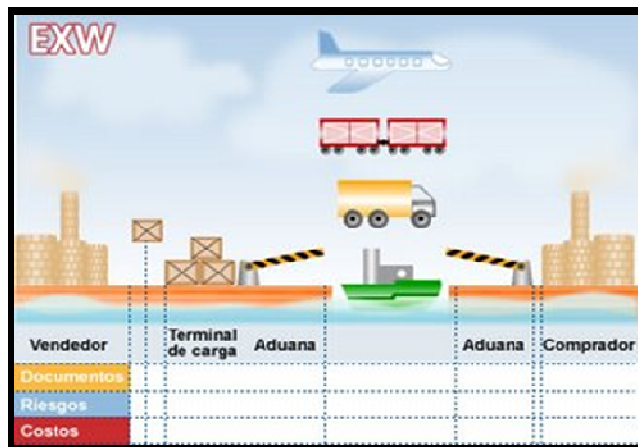 EXW
Vendedor
Terminal
de carga
Aduana
Aduana
Comprador
Documentos
Riesgos
Costos